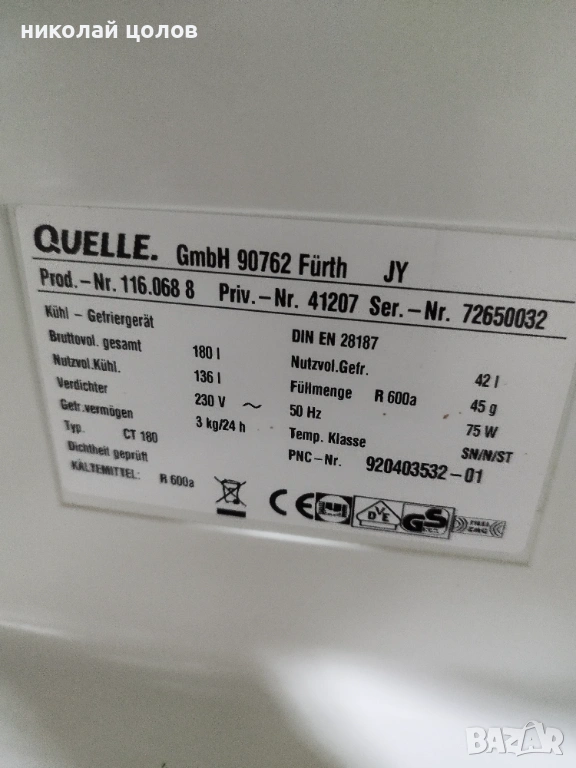 николай цолов
QUELLE. GmbH 90762 Fürth JY
Prod.-Nr. 116.068 8 Priv.-Nr. 41207 Ser.-Nr. 72650032
Kühl - Gefriergerät DIN EN 28187
Bruttovol. gesamt 180 l Nutzvol.Gefr. 42 l
Nutzvol.Kühl. 136 l Füllmenge R 600a 45 g
Verdichter 230 V ~ 50 Hz 75 W
Gefr.vermögen 3 kg/24 h Temp. Klasse SN/N/ST
Typ. CT 180 PNC-Nr. 920403532-01
Dichtheit geprüft
KÄLTEMITTEL: R 600a
CE
DVE
GS
BAZAR